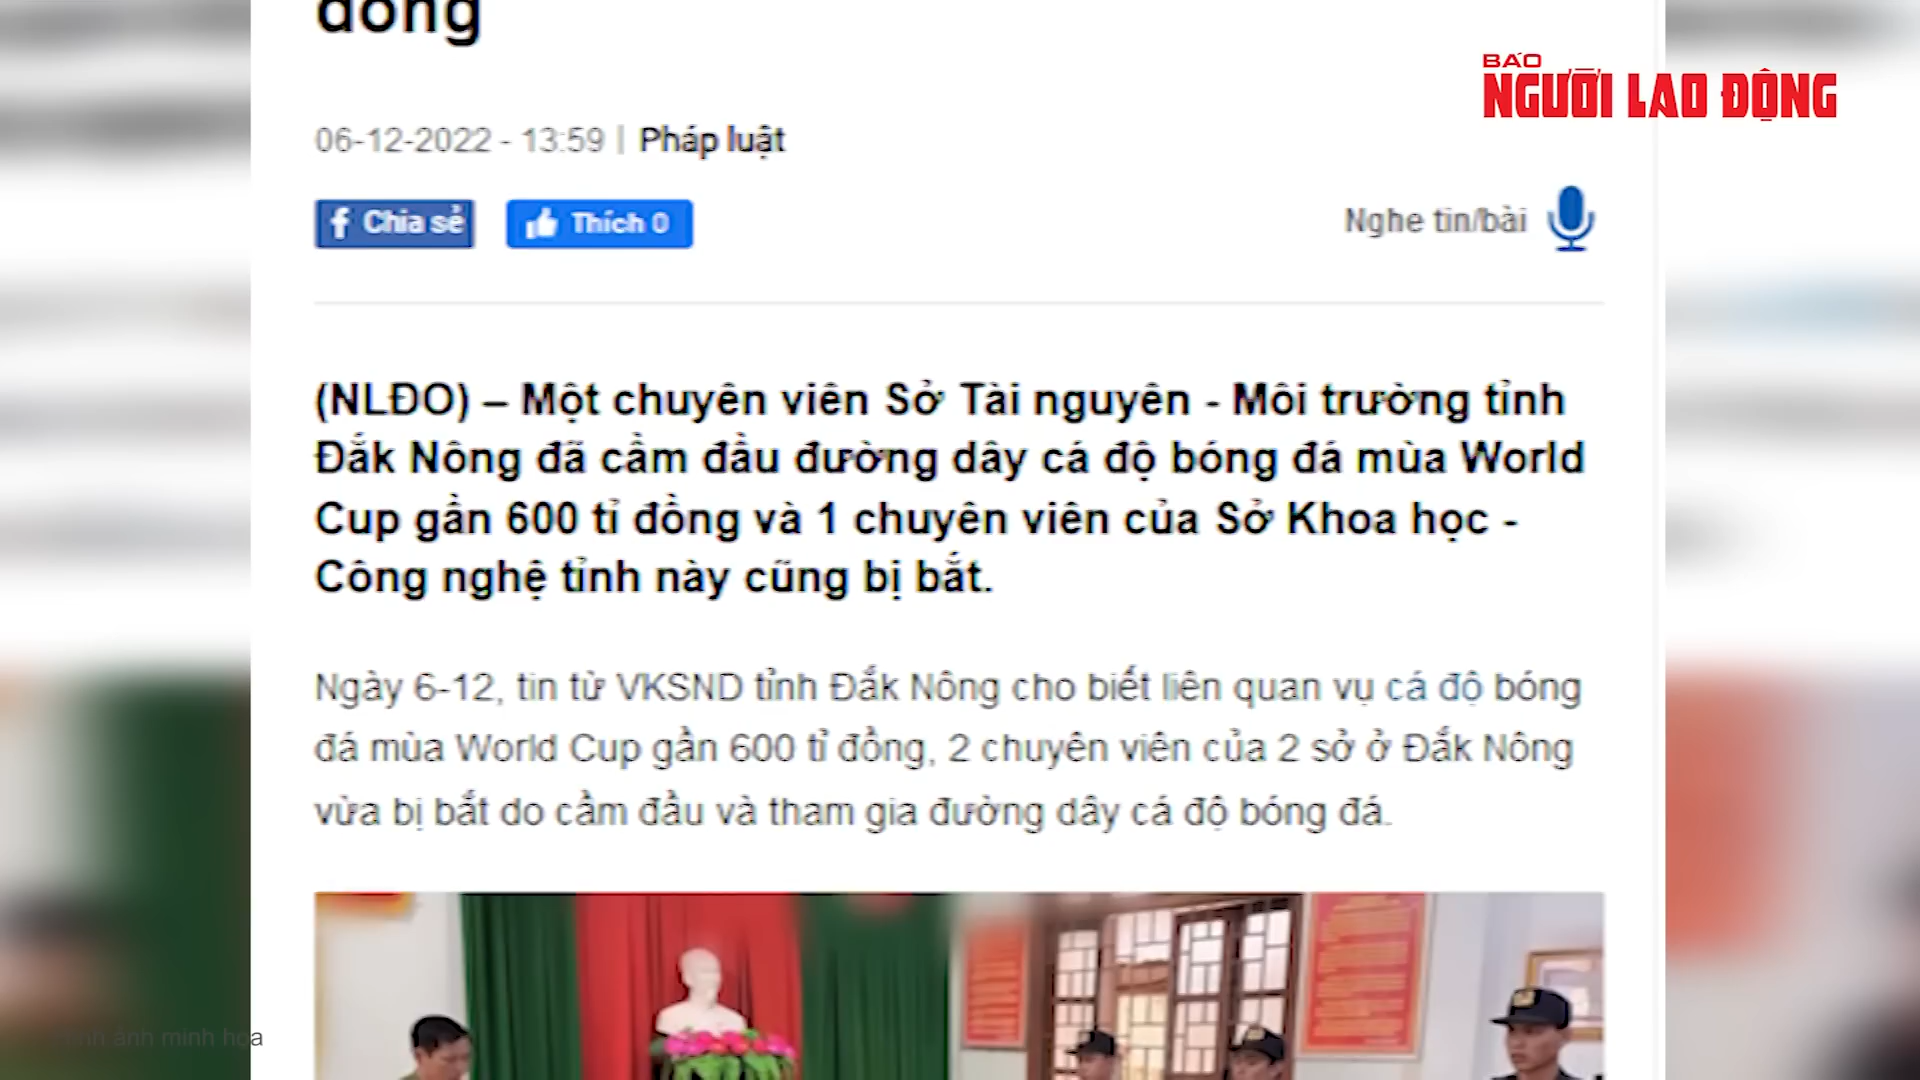 đồng
BÁO
NGƯỜI LAO ĐỘNG
06-12-2022 - 13:59 | Pháp luật
Chia sẻ
Thích 0
Nghe tin/bài
(NLĐO) – Một chuyên viên Sở Tài nguyên - Môi trường tỉnh
Đắk Nông đã cầm đầu đường dây cá độ bóng đá mùa World
Cup gần 600 tỉ đồng và 1 chuyên viên của Sở Khoa học -
Công nghệ tỉnh này cũng bị bắt.
Ngày 6-12, tin từ VKSND tỉnh Đắk Nông cho biết liên quan vụ cá độ bóng
đá mùa World Cup gần 600 tỉ đồng, 2 chuyên viên của 2 sở ở Đắk Nông
vừa bị bắt do cầm đầu và tham gia đường dây cá độ bóng đá.
ảnh minh họa